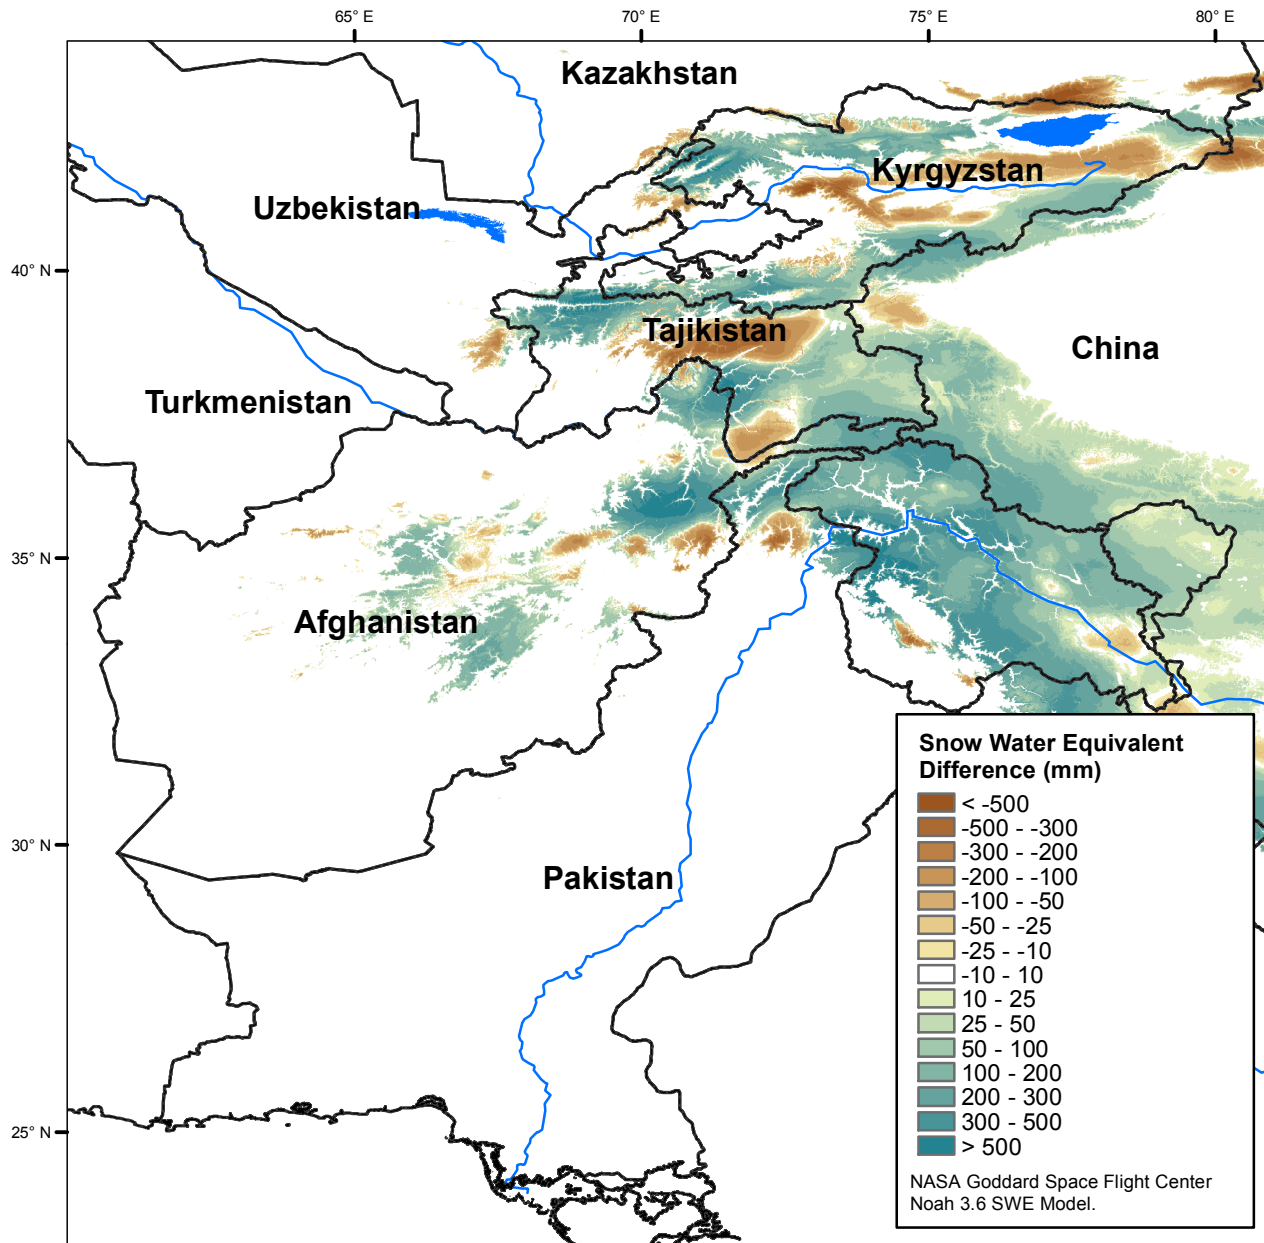 65° E
70° E
75° E
80° E
Kazakhstan
Kyrgyzstan
Uzbekistan
40° N
Tajikistan
China
Turkmenistan
35° N
Afghanistan
Snow Water Equivalent
Difference (mm)
< -500
-500 - -300
-300 - -200
-200 - -100
-100 - -50
-50 - -25
-25 - -10
-10 - 10
10 - 25
25 - 50
50 - 100
100 - 200
200 - 300
300 - 500
> 500
NASA Goddard Space Flight Center
Noah 3.6 SWE Model.
30° N
Pakistan
25° N